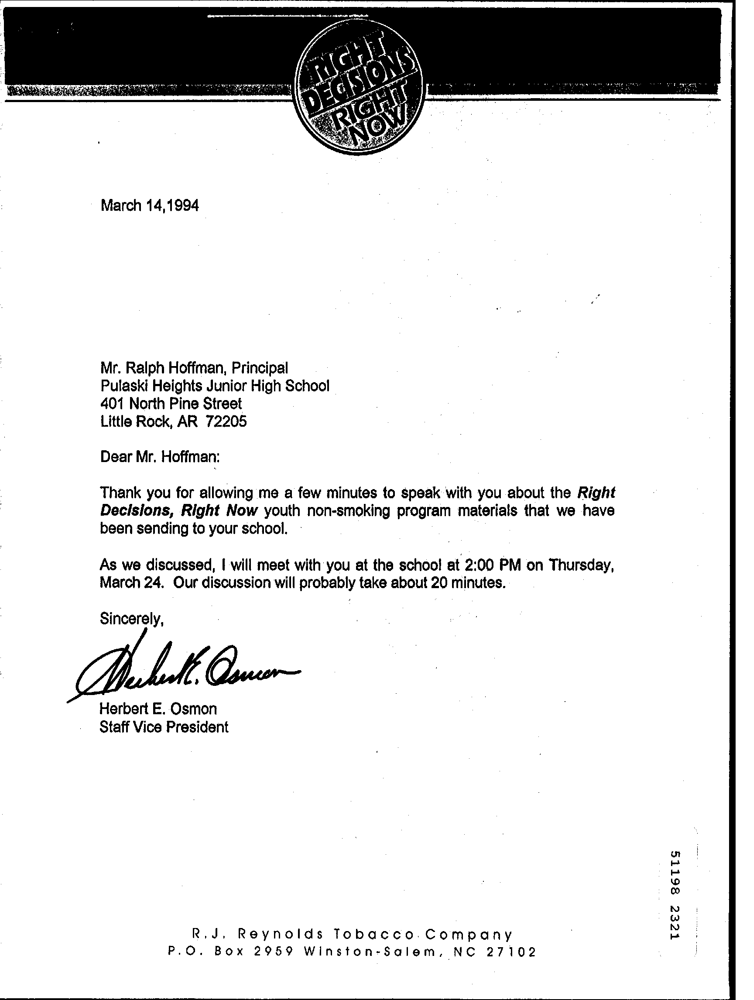 RIGHT
DECISIONS
RIGHT
NOW
March 14,1994
Mr. Ralph Hoffman, Principal
Pulaski Heights Junior High School
401 North Pine Street
Little Rock, AR 72205
Dear Mr. Hoffman:
Thank you for allowing me a few minutes to speak with you about the Right
Decisions, Right Now youth non-smoking program materials that we have
been sending to your school.
As we discussed, I will meet with you at the school at 2:00 PM on Thursday,
March 24. Our discussion will probably take about 20 minutes.
Sincerely,
Herbert E. Osmon
Herbert E. Osmon
Staff Vice President
51198 2321
R.J. Reynolds Tobacco Company
P.O. Box 2959 Winston-Salem, NC 27102